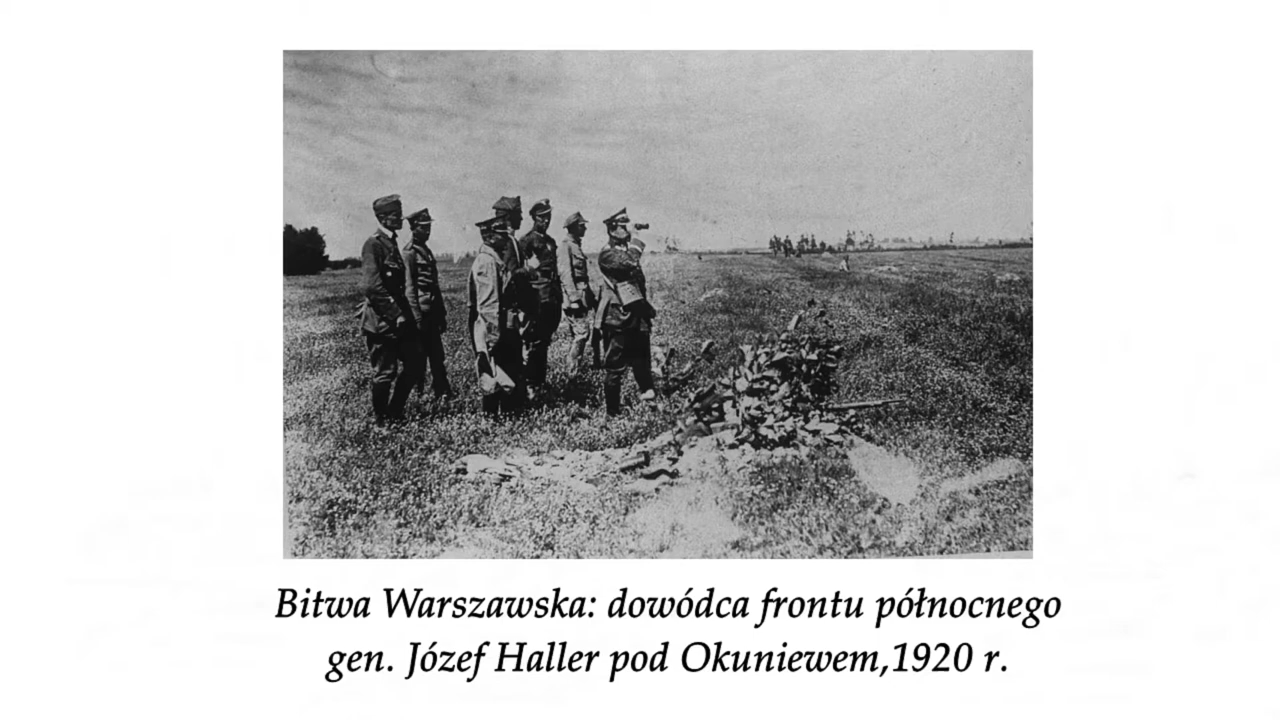 Bitwa Warszawska: dowódca frontu północnego
gen. Józef Haller pod Okuniewem,1920 r.